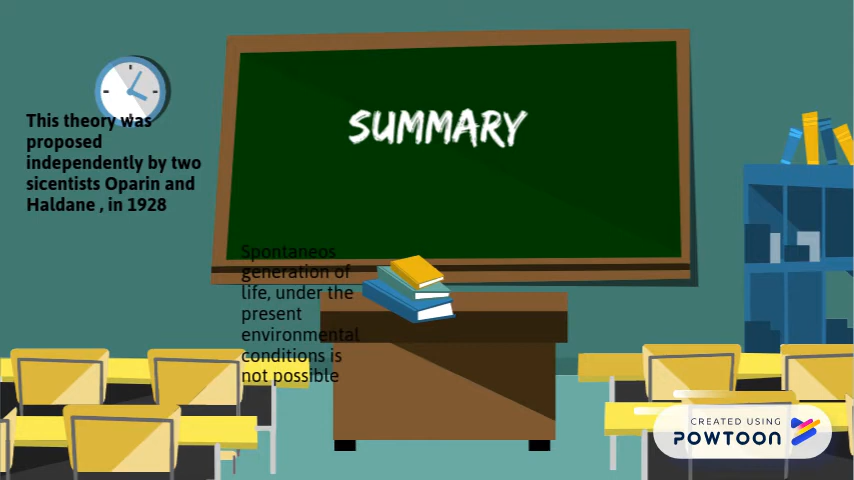 SUMMARY
This theory was
proposed
independently by two
sicentists Oparin and
Haldane , in 1928
Spontaneos
generation of
life, under the
present
environmental
conditions is
not possible
CREATED USING
POWTOON